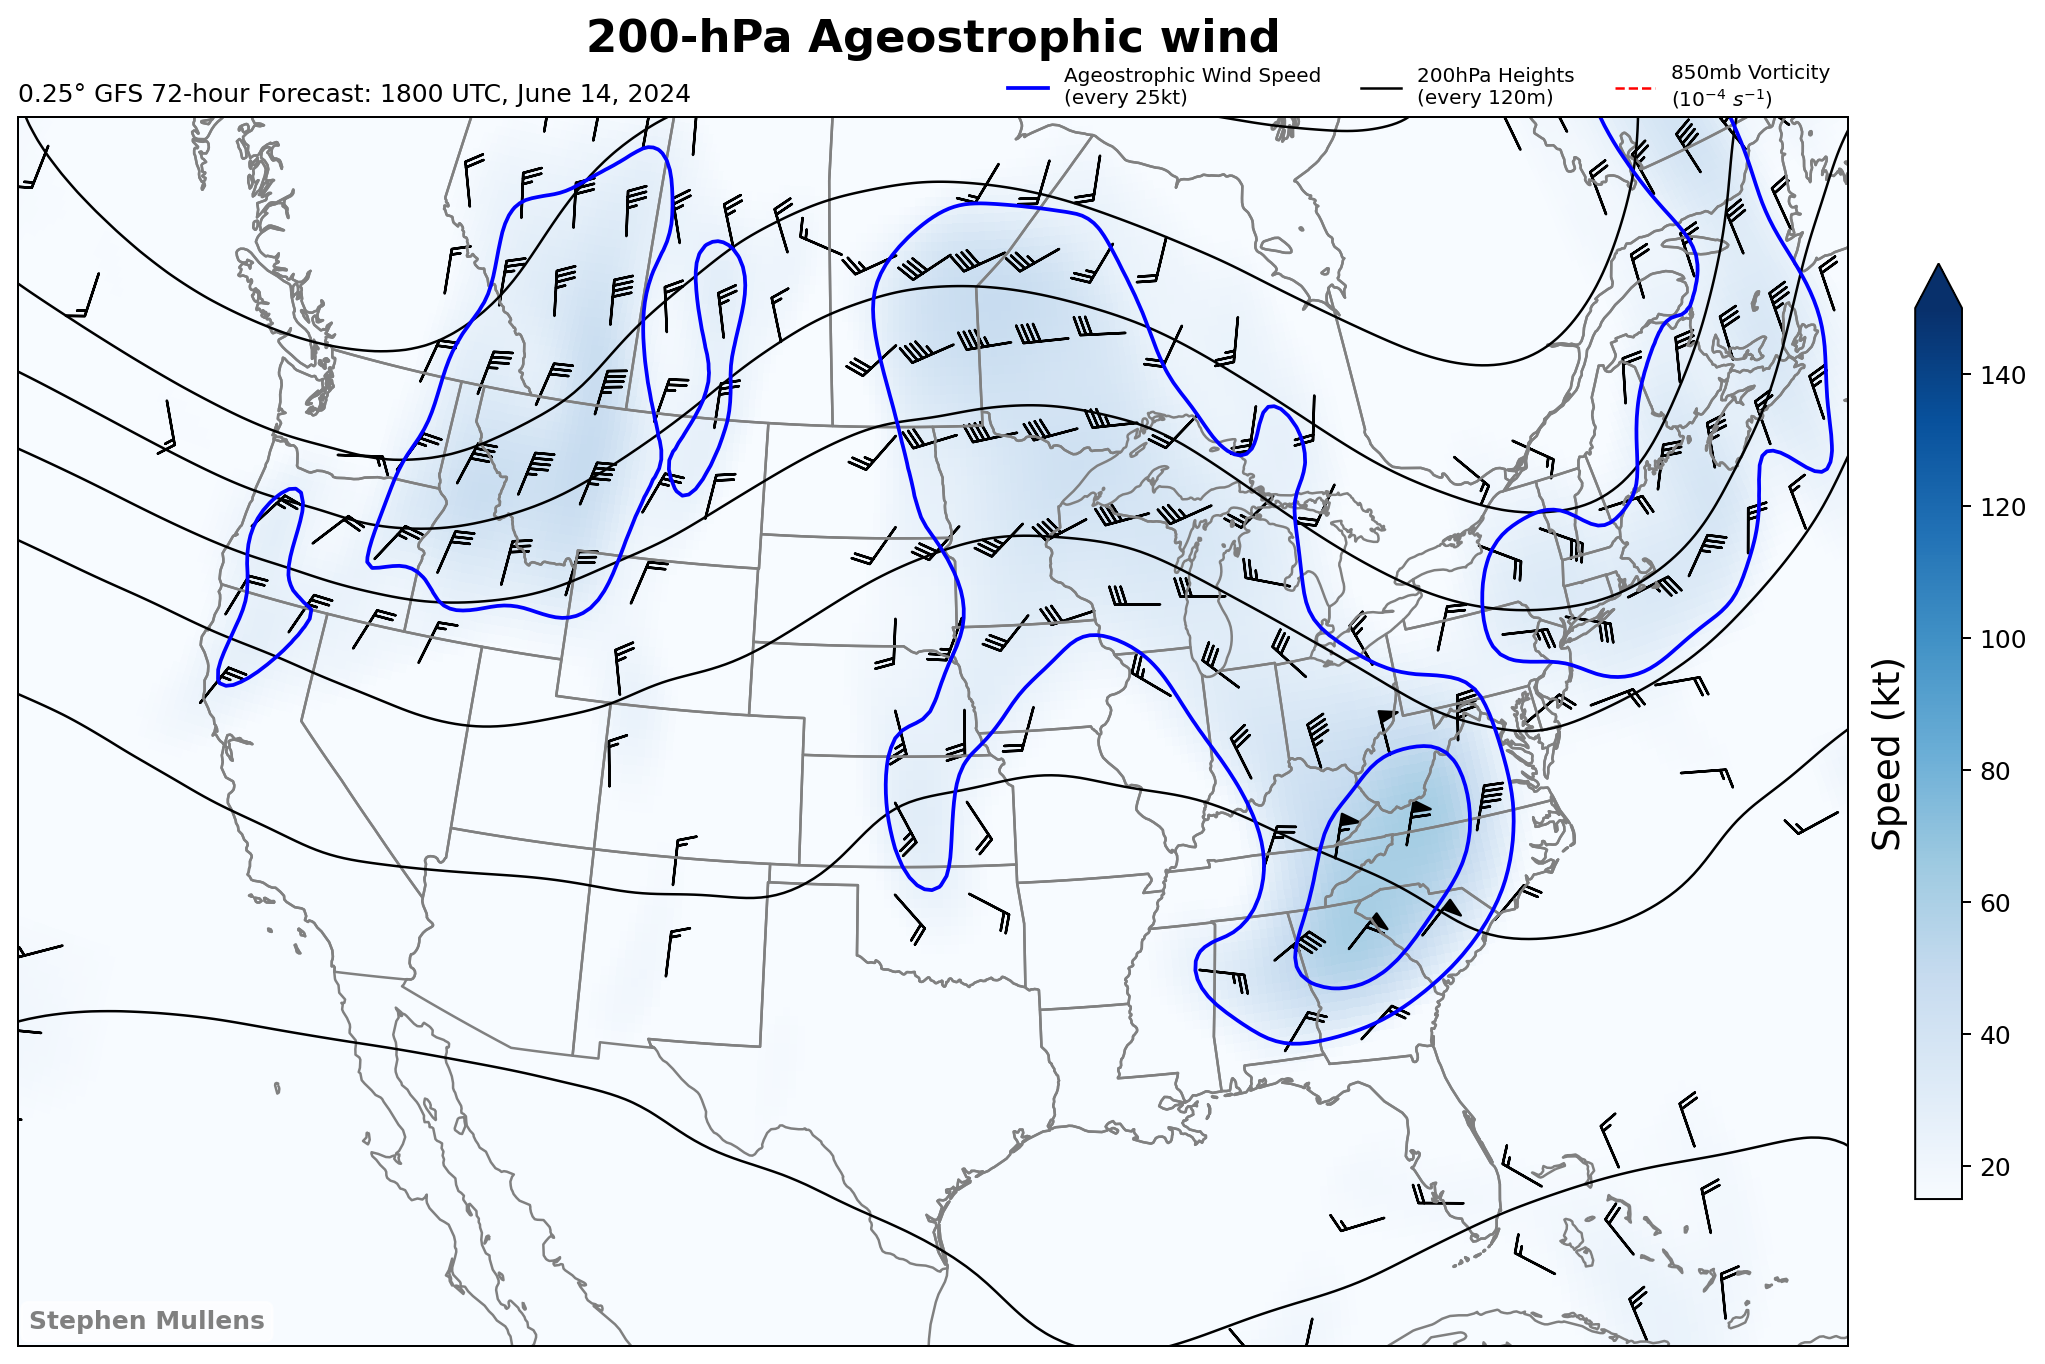 200-hPa Ageostrophic wind
0.25° GFS 72-hour Forecast: 1800 UTC, June 14, 2024
Ageostrophic Wind Speed
(every 25kt)
200hPa Heights
(every 120m)
850mb Vorticity
(10⁻⁴ s⁻¹)
140
120
100
80
60
40
20
Speed (kt)
Stephen Mullens